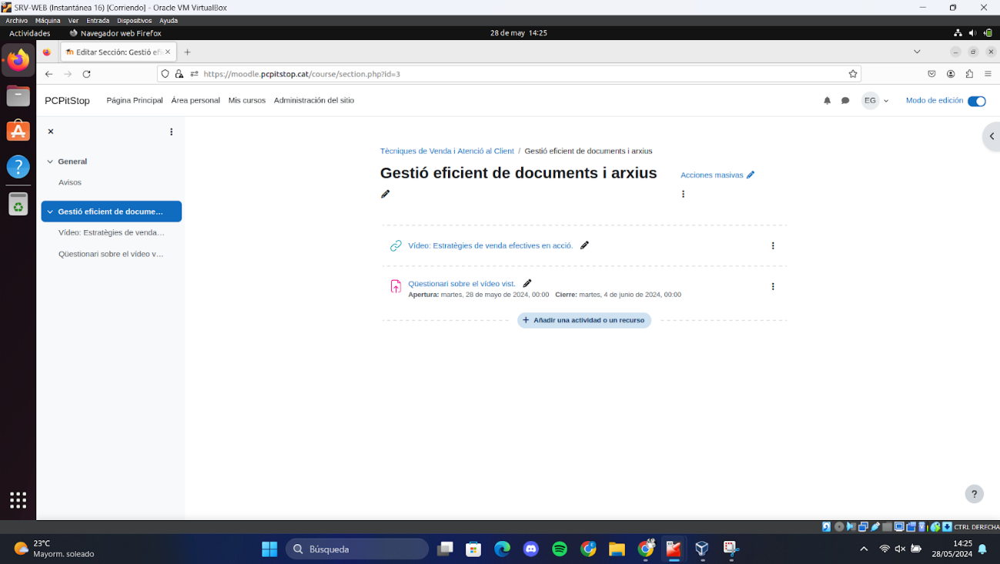 SRV-WEB (Instantánea 16) [Corriendo] - Oracle VM VirtualBox
Archivo Máquina Ver Entrada Dispositivos Ayuda
Actividades Navegador web Firefox 28 de may 14:25
Editar Sección: Gestió efi
https://moodle.pcpitstop.cat/course/section.php?id=3
PCPitStop Página Principal Área personal Mis cursos Administración del sitio EG Modo de edición
General
Avisos
Gestió eficient de docume...
Vídeo: Estratègies de venda...
Qüestionari sobre el vídeo v...
Tècniques de Venda i Atenció al Client / Gestió eficient de documents i arxius
Gestió eficient de documents i arxius
Acciones masivas
Vídeo: Estratègies de venda efectives en acció.
Qüestionari sobre el vídeo vist.
Apertura: martes, 28 de mayo de 2024, 00:00 Cierre: martes, 4 de junio de 2024, 00:00
+ Añadir una actividad o un recurso
?
CTRL DERECHA
23°C
Mayorm. soleado
Búsqueda
14:25
28/05/2024